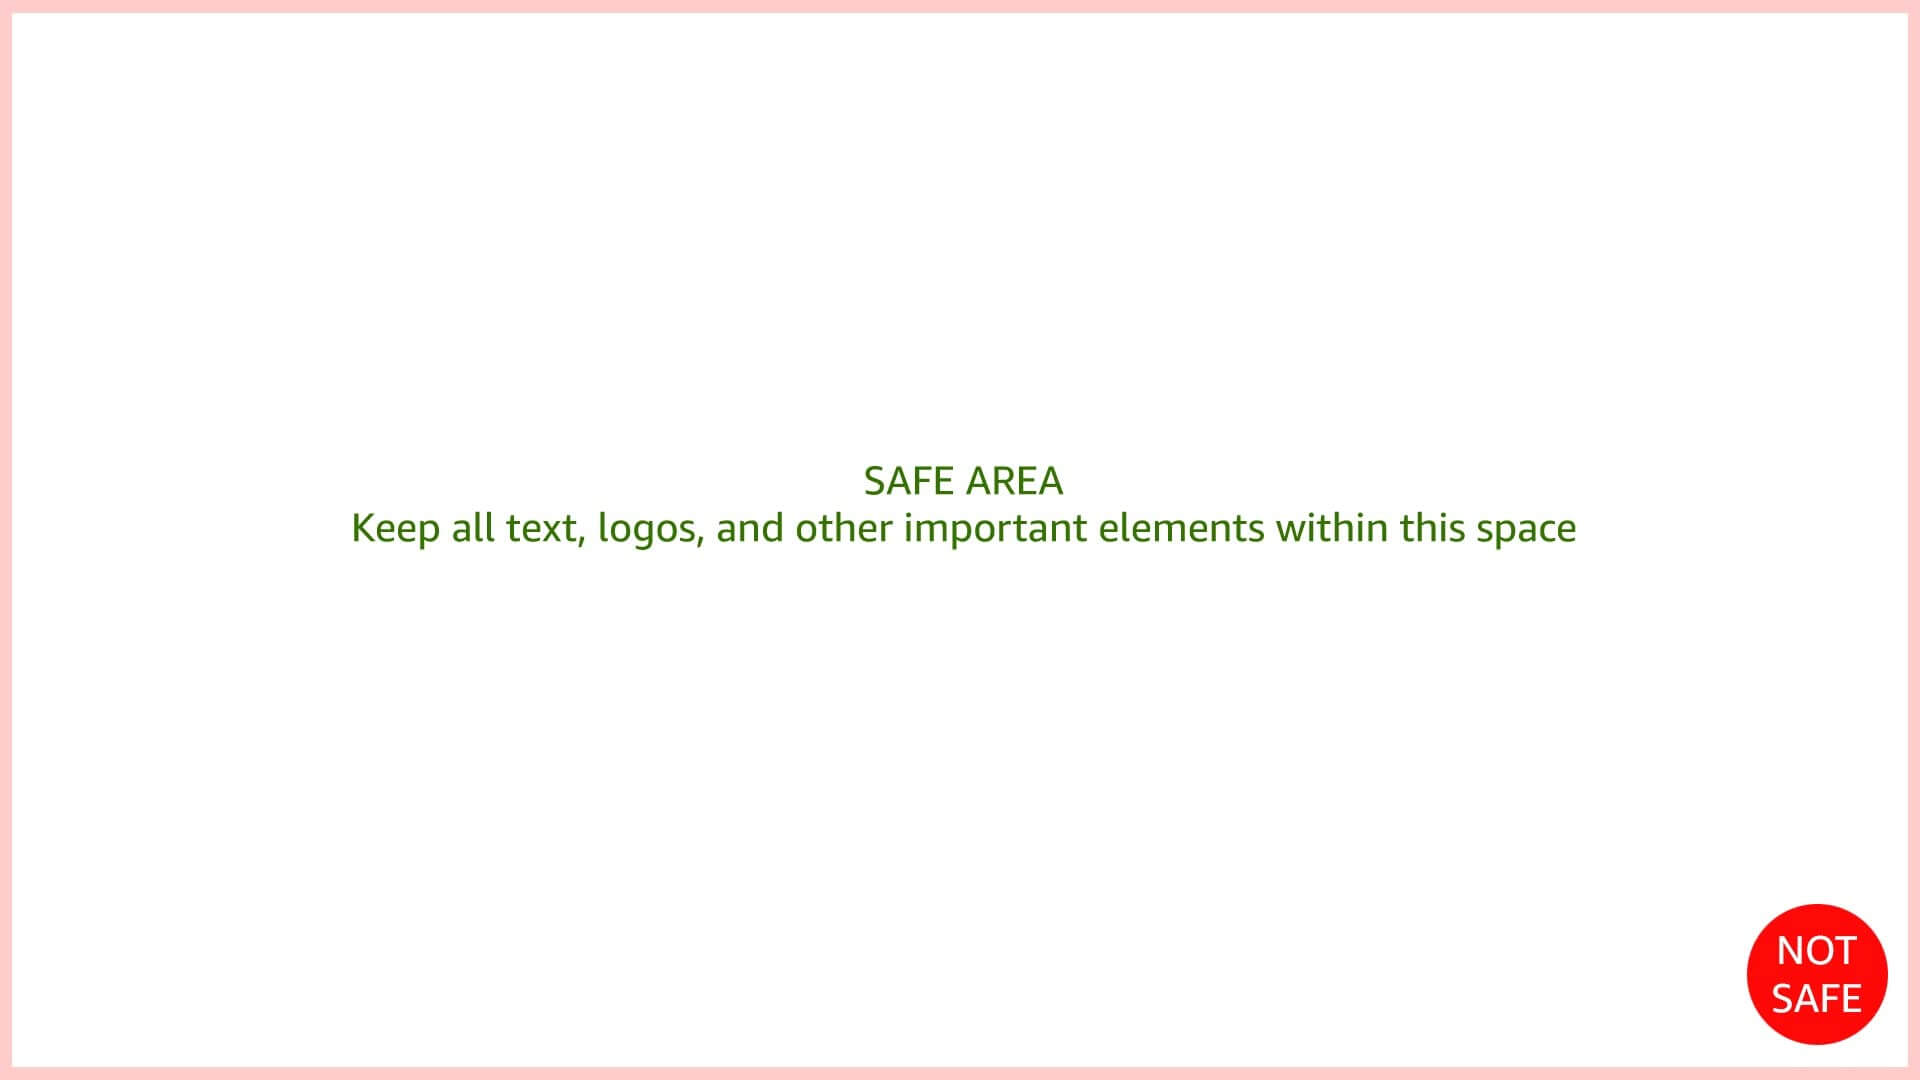 SAFE AREA
Keep all text, logos, and other important elements within this space
NOT
SAFE